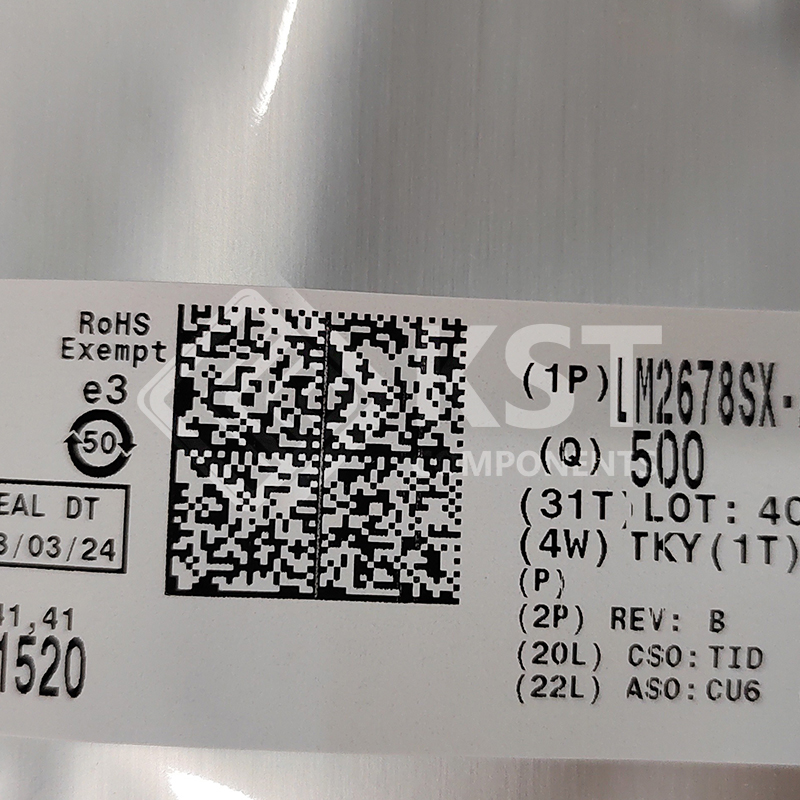 RoHS
Exempt
e3
50
EAL DT
3/03/24
41,41
1520
(1P) LM2678SX-
(Q) 500
(31T) LOT: 40
(4W) TKY(1T)
(P)
(2P) REV: B
(20L) CSO:TID
(22L) ASO:CU6
KST
COMPONENTS